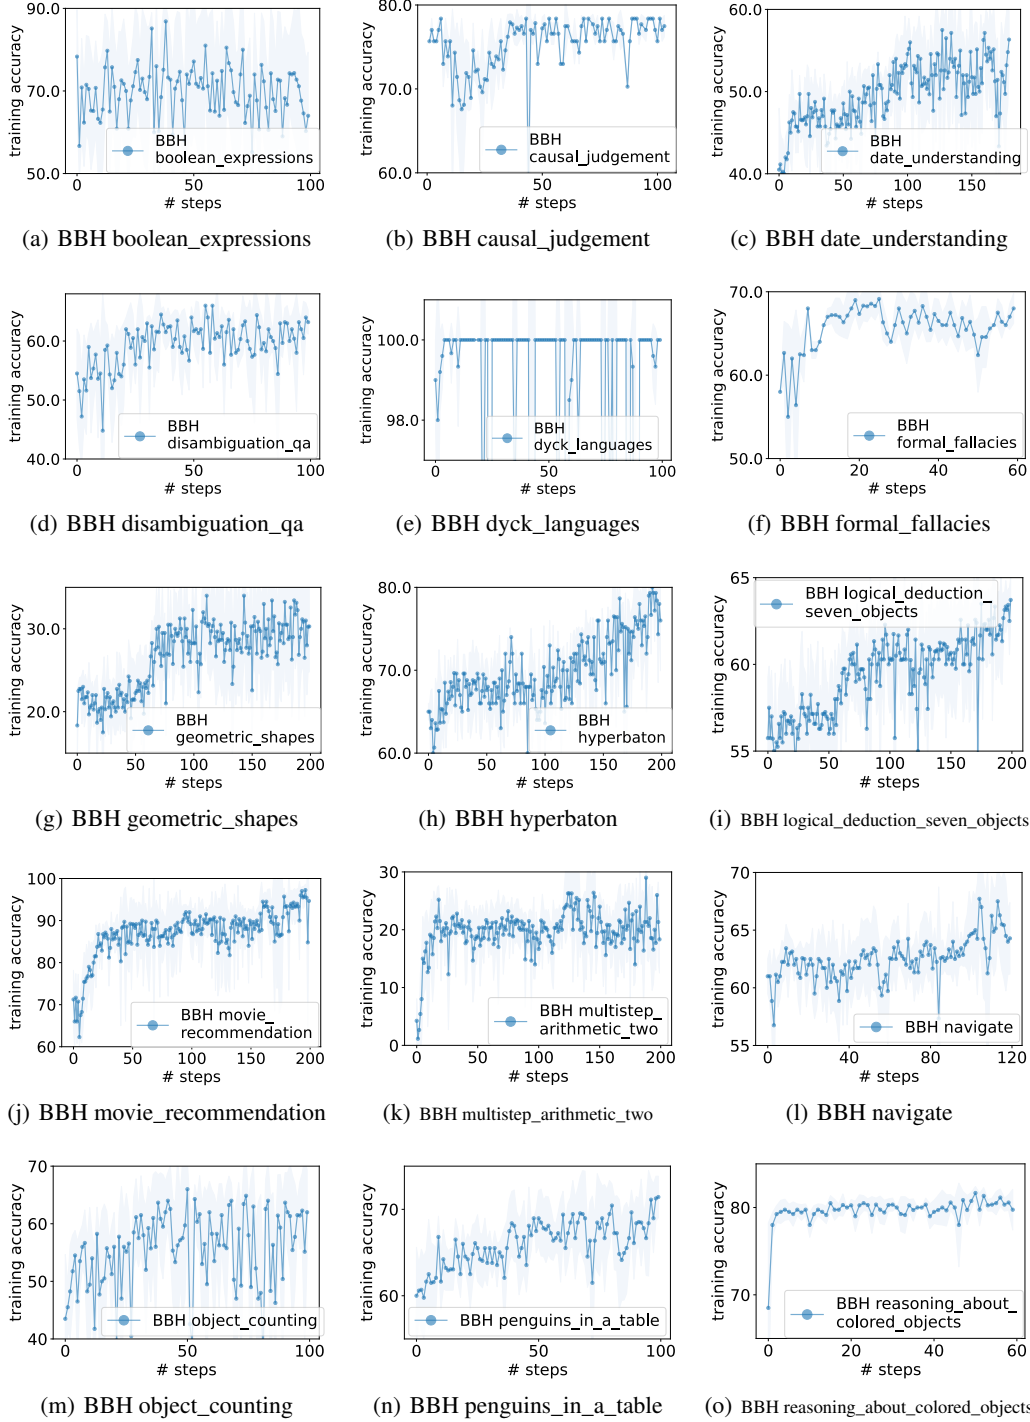 90.0
70.0
50.0
training accuracy
BBH
boolean_expressions
0
50
100
# steps
(a) BBH boolean_expressions
80.0
70.0
60.0
training accuracy
BBH
causal_judgement
0
50
100
# steps
(b) BBH causal_judgement
60.0
50.0
40.0
training accuracy
BBH
date_understanding
0
50
100
150
# steps
(c) BBH date_understanding
60.0
50.0
40.0
training accuracy
BBH
disambiguation_qa
0
50
100
# steps
(d) BBH disambiguation_qa
100.0
98.0
training accuracy
BBH
dyck_languages
0
50
100
# steps
(e) BBH dyck_languages
70.0
60.0
50.0
training accuracy
BBH
formal_fallacies
0
20
40
60
# steps
(f) BBH formal_fallacies
30.0
20.0
training accuracy
BBH
geometric_shapes
0
50
100
150
200
# steps
(g) BBH geometric_shapes
80.0
70.0
60.0
training accuracy
BBH
hyperbaton
0
50
100
150
200
# steps
(h) BBH hyperbaton
65
60
55
training accuracy
BBH logical_deduction_
seven_objects
0
50
100
150
200
# steps
(i) BBH logical_deduction_seven_objects
100
90
80
70
60
training accuracy
BBH movie_
recommendation
0
50
100
150
200
# steps
(j) BBH movie_recommendation
30
20
10
0
training accuracy
BBH multistep_
arithmetic_two
0
50
100
150
200
# steps
(k) BBH multistep_arithmetic_two
70
65
60
55
training accuracy
BBH navigate
0
40
80
120
# steps
(l) BBH navigate
70
60
50
40
training accuracy
BBH object_counting
0
50
100
# steps
(m) BBH object_counting
70
60
training accuracy
BBH penguins_in_a_table
0
50
100
# steps
(n) BBH penguins_in_a_table
80
70
training accuracy
BBH reasoning_about_
colored_objects
0
20
40
60
# steps
(o) BBH reasoning_about_colored_objects